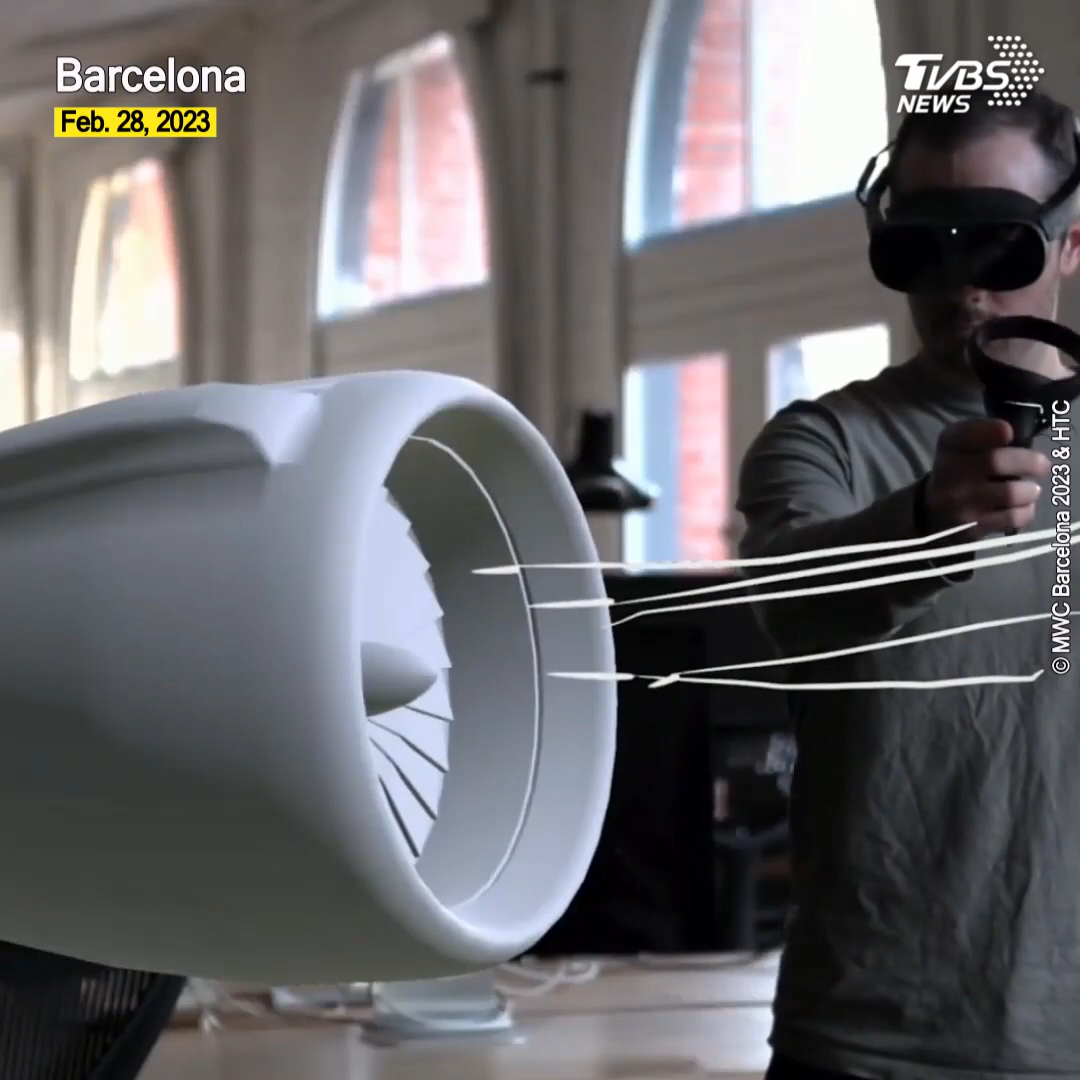 Barcelona
Feb. 28, 2023
TVBS
NEWS
© MWC Barcelona 2023 & HTC